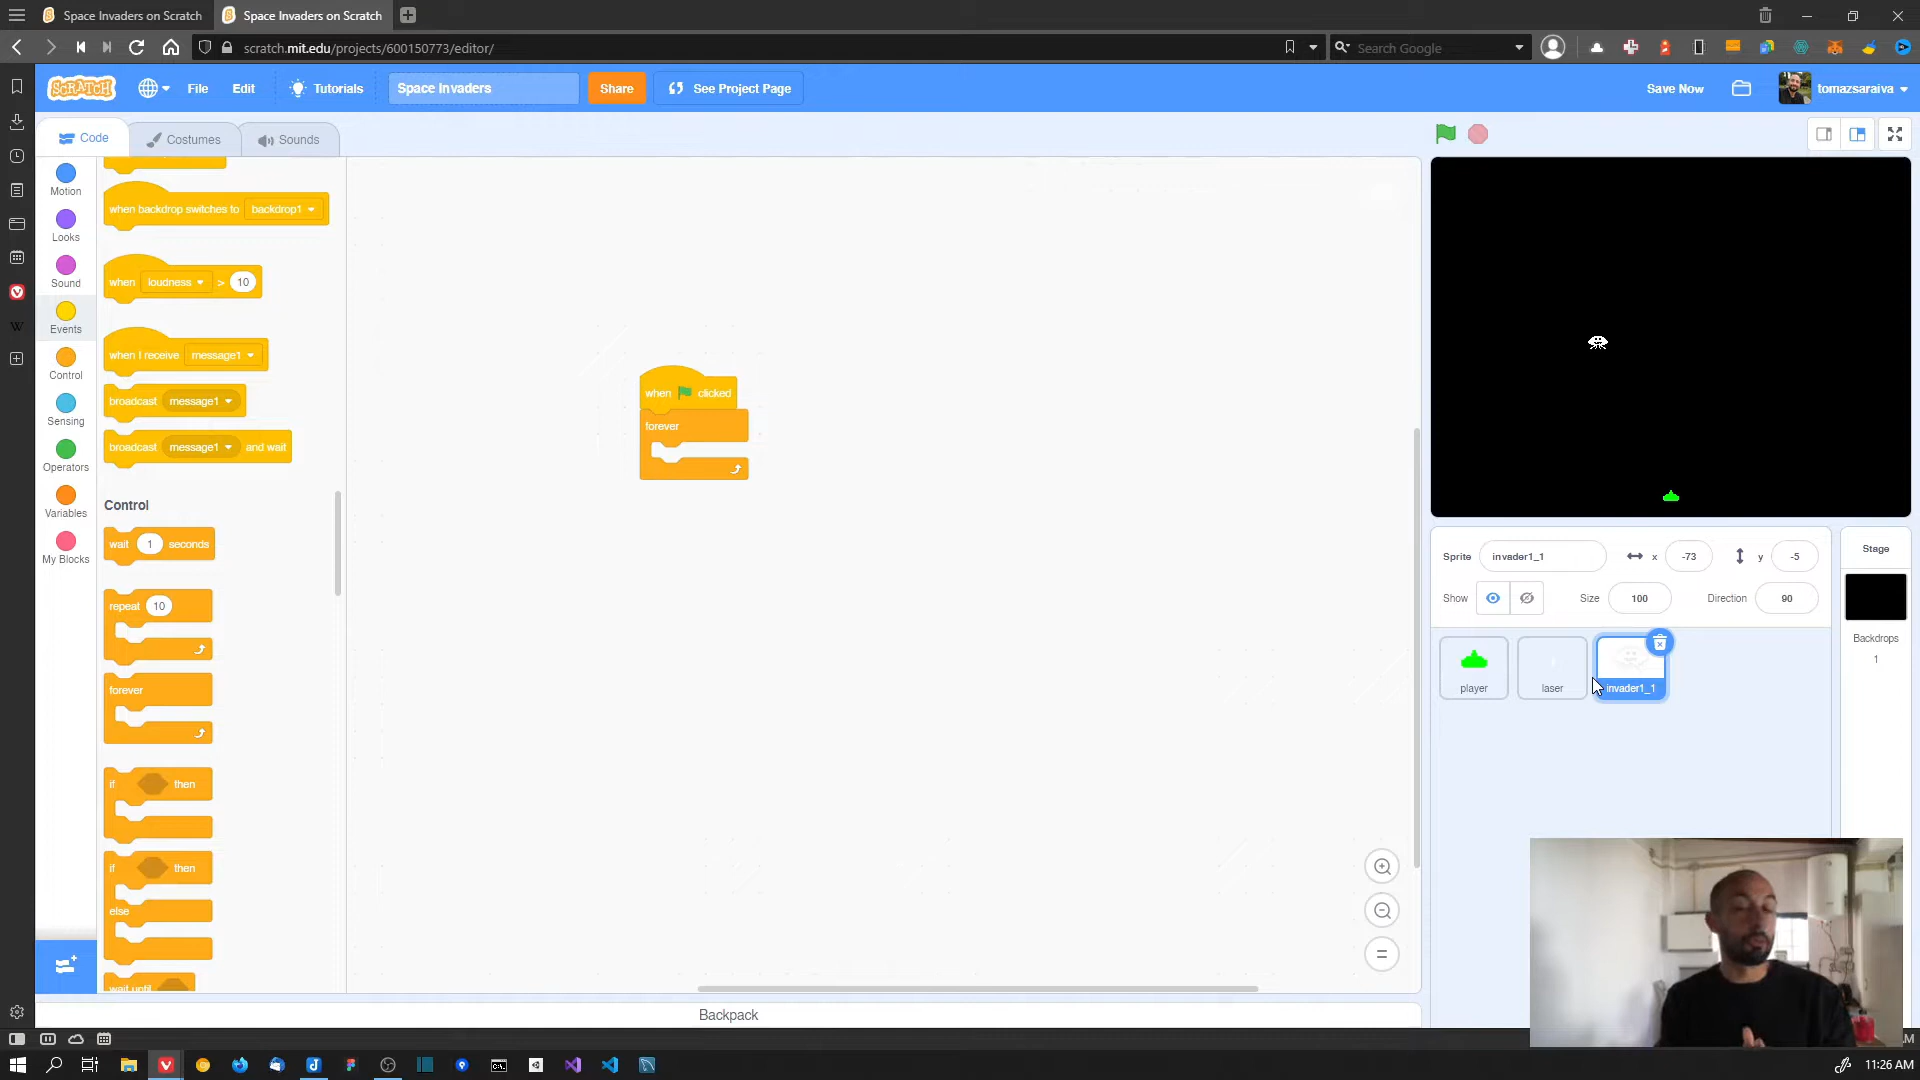 Space Invaders on Scratch
Space Invaders on Scratch
scratch.mit.edu/projects/600150773/editor/
Search Google
SCRATCH
File
Edit
Tutorials
Space Invaders
Share
See Project Page
Save Now
tomazsaraiva
Code
Costumes
Sounds
Motion
Looks
Sound
Events
Control
Sensing
Operators
Variables
My Blocks
when backdrop switches to backdrop1
when loudness > 10
when I receive message1
broadcast message1
broadcast message1 and wait
Control
wait 1 seconds
repeat 10
forever
if then
if then
else
wait until
when clicked
forever
Sprite invader1_1 x -73 y -5
Show Size 100 Direction 90
player
laser
invader1_1
Stage
Backdrops
1
Backpack
11:26 AM